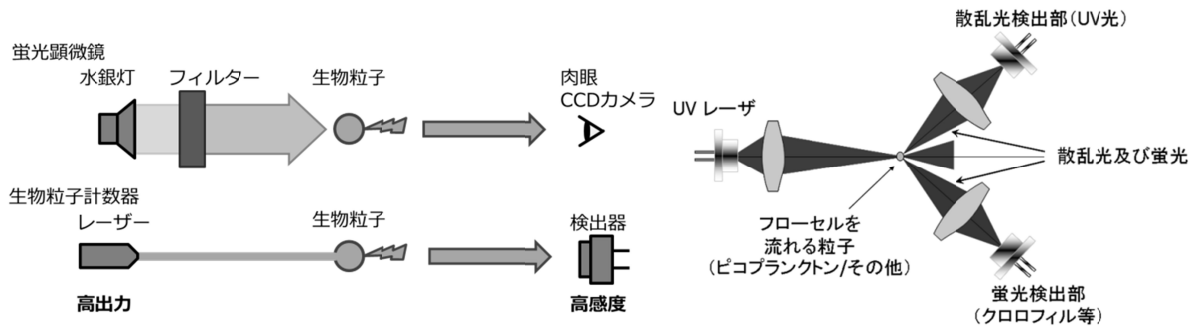 蛍光顕微鏡
水銀灯
フィルター
生物粒子
肉眼
CCDカメラ
生物粒子計数器
レーザー
生物粒子
検出器
高出力
高感度
散乱光検出部(UV光)
UV レーザ
散乱光及び蛍光
フローセルを
流れる粒子
(ピコプランクトン/その他)
蛍光検出部
(クロロフィル等)